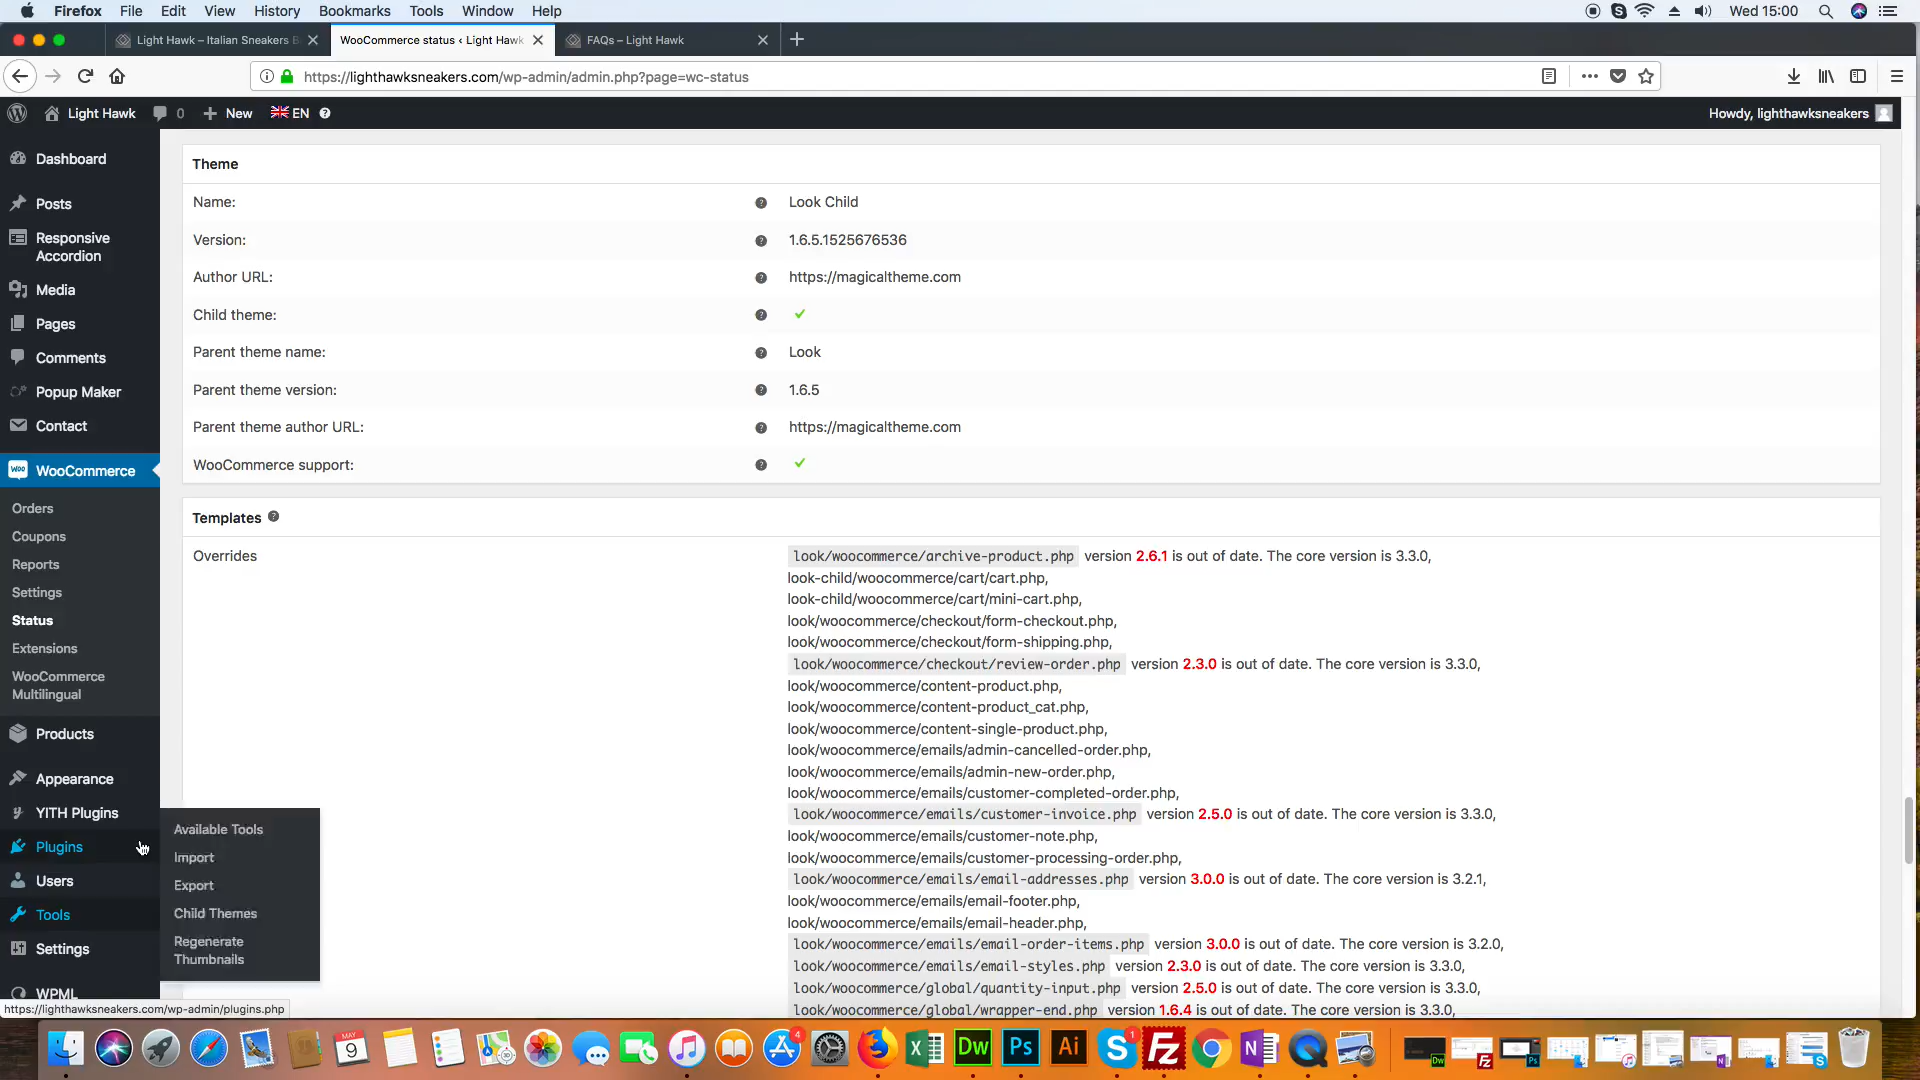 Firefox File Edit View History Bookmarks Tools Window Help Wed 15:00
Light Hawk – Italian Sneakers B WooCommerce status ‹ Light Hawk FAQs – Light Hawk
https://lighthawksneakers.com/wp-admin/admin.php?page=wc-status
Light Hawk 0 New EN Howdy, lighthawksneakers
Dashboard
Posts
Responsive
Accordion
Media
Pages
Comments
Popup Maker
Contact
WooCommerce
Orders
Coupons
Reports
Settings
Status
Extensions
WooCommerce
Multilingual
Products
Appearance
YITH Plugins
Plugins
Users
Tools
Settings
WPML
Available Tools
Import
Export
Child Themes
Regenerate
Thumbnails
https://lighthawksneakers.com/wp-admin/plugins.php
Theme
Name: Look Child
Version: 1.6.5.1525676536
Author URL: https://magicaltheme.com
Child theme:
Parent theme name: Look
Parent theme version: 1.6.5
Parent theme author URL: https://magicaltheme.com
WooCommerce support:
Templates
Overrides look/woocommerce/archive-product.php version 2.6.1 is out of date. The core version is 3.3.0,
look-child/woocommerce/cart/cart.php,
look-child/woocommerce/cart/mini-cart.php,
look/woocommerce/checkout/form-checkout.php,
look/woocommerce/checkout/form-shipping.php,
look/woocommerce/checkout/review-order.php version 2.3.0 is out of date. The core version is 3.3.0,
look/woocommerce/content-product.php,
look/woocommerce/content-product_cat.php,
look/woocommerce/content-single-product.php,
look/woocommerce/emails/admin-cancelled-order.php,
look/woocommerce/emails/admin-new-order.php,
look/woocommerce/emails/customer-completed-order.php,
look/woocommerce/emails/customer-invoice.php version 2.5.0 is out of date. The core version is 3.3.0,
look/woocommerce/emails/customer-note.php,
look/woocommerce/emails/customer-processing-order.php,
look/woocommerce/emails/email-addresses.php version 3.0.0 is out of date. The core version is 3.2.1,
look/woocommerce/emails/email-footer.php,
look/woocommerce/emails/email-header.php,
look/woocommerce/emails/email-order-items.php version 3.0.0 is out of date. The core version is 3.2.0,
look/woocommerce/emails/email-styles.php version 2.3.0 is out of date. The core version is 3.3.0,
look/woocommerce/global/quantity-input.php version 2.5.0 is out of date. The core version is 3.3.0,
look/woocommerce/global/wrapper-end.php version 1.6.4 is out of date. The core version is 3.3.0,
MAY 9 4 Dw Ps Ai 1 Fz N